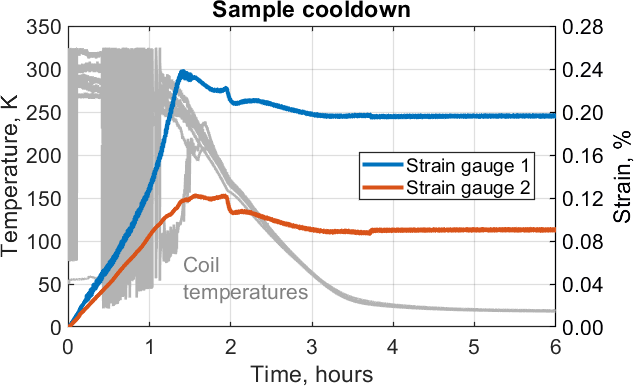 Sample cooldown
350
300
250
200
150
100
50
0
Temperature, K
0.28
0.24
0.20
0.16
0.12
0.08
0.04
0.00
Strain, %
Strain gauge 1
Strain gauge 2
Coil
temperatures
0 1 2 3 4 5 6
Time, hours